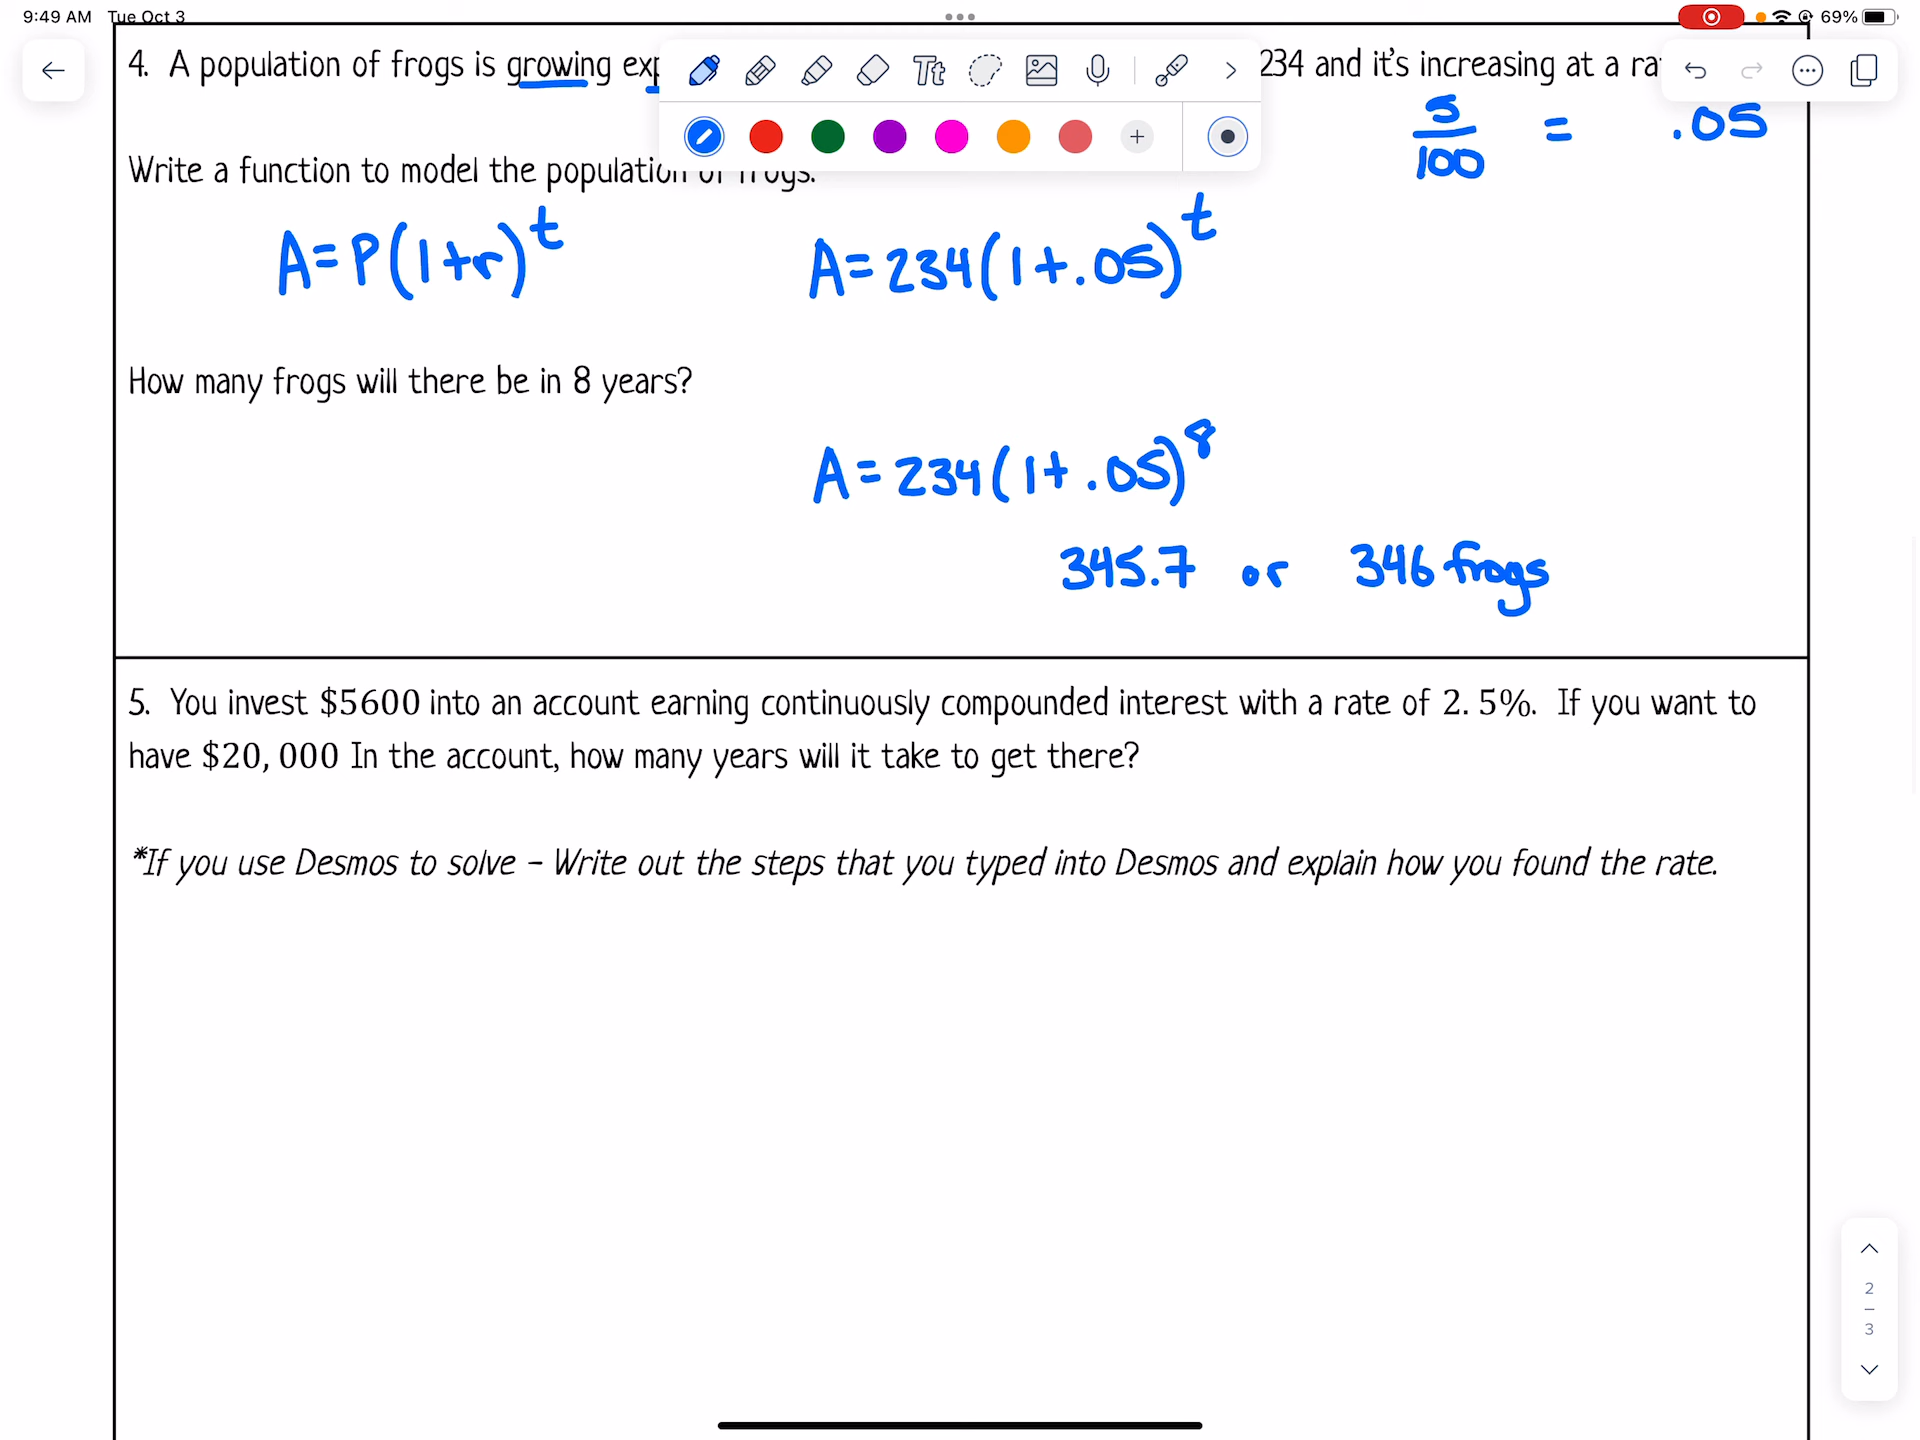 9:49 AM Tue Oct 3
69%
4. A population of frogs is growing 234 and it's increasing at a
5/100 = .05
Write a function to model the population of frogs.
A=P(1+r)^t A=234(1+.05)^t
How many frogs will there be in 8 years?
A=234(1+.05)^8
345.7 or 346 frogs
5. You invest $5600 into an account earning continuously compounded interest with a rate of 2.5%. If you want to
have $20,000 In the account, how many years will it take to get there?
*If you use Desmos to solve – Write out the steps that you typed into Desmos and explain how you found the rate.
Tt
2
3